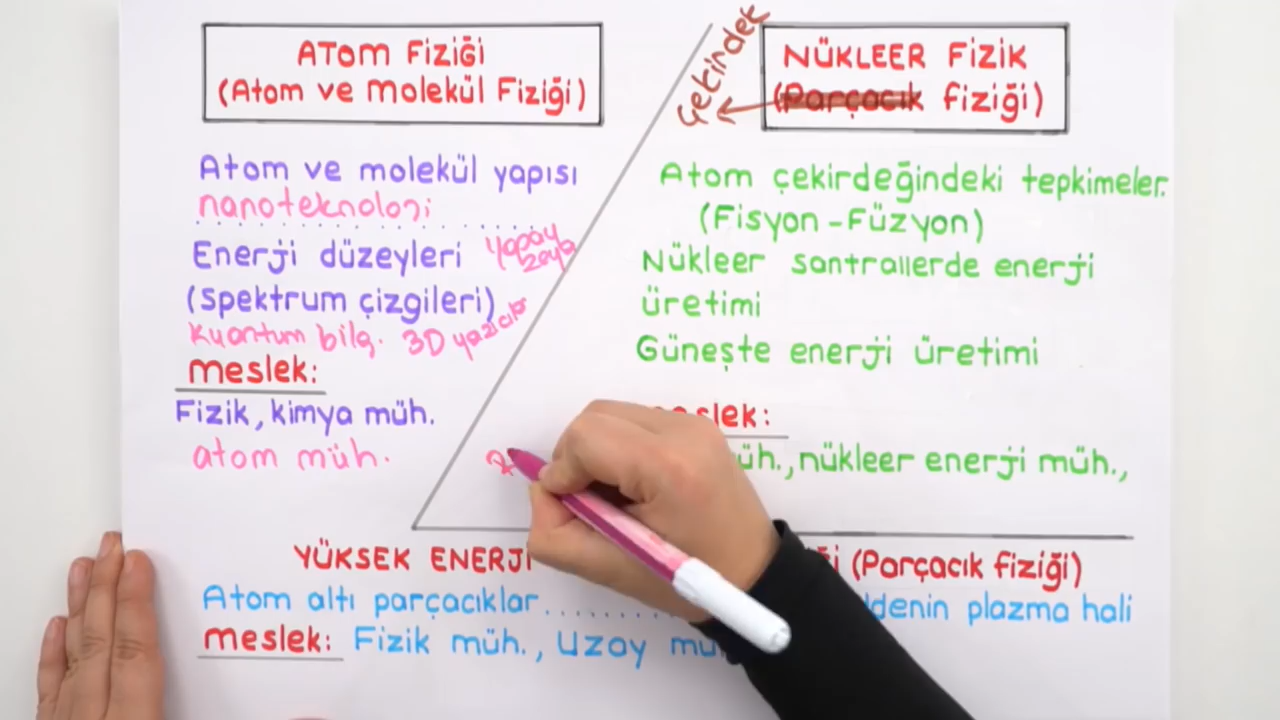 ATOM FİZİĞİ
(Atom ve Molekül Fiziği)
Atom ve molekül yapısı
nanoteknoloji
Enerji düzeyleri
yapay
zeka
(Spektrum çizgileri)
kuantum bilg. 3D yazıcılar
meslek:
Fizik, kimya müh.
atom müh.
Çekirdek
NÜKLEER FİZİK
(Parçacık fiziği)
Atom çekirdeğindeki tepkimeler.
(Fisyon - Füzyon)
Nükleer santrallerde enerji
üretimi
Güneşte enerji üretimi
müh., nükleer enerji müh.,
YÜKSEK ENERJİ (Parçacık fiziği)
Atom altı parçacıklar.......... plazma hali
meslek: Fizik müh., Uzay